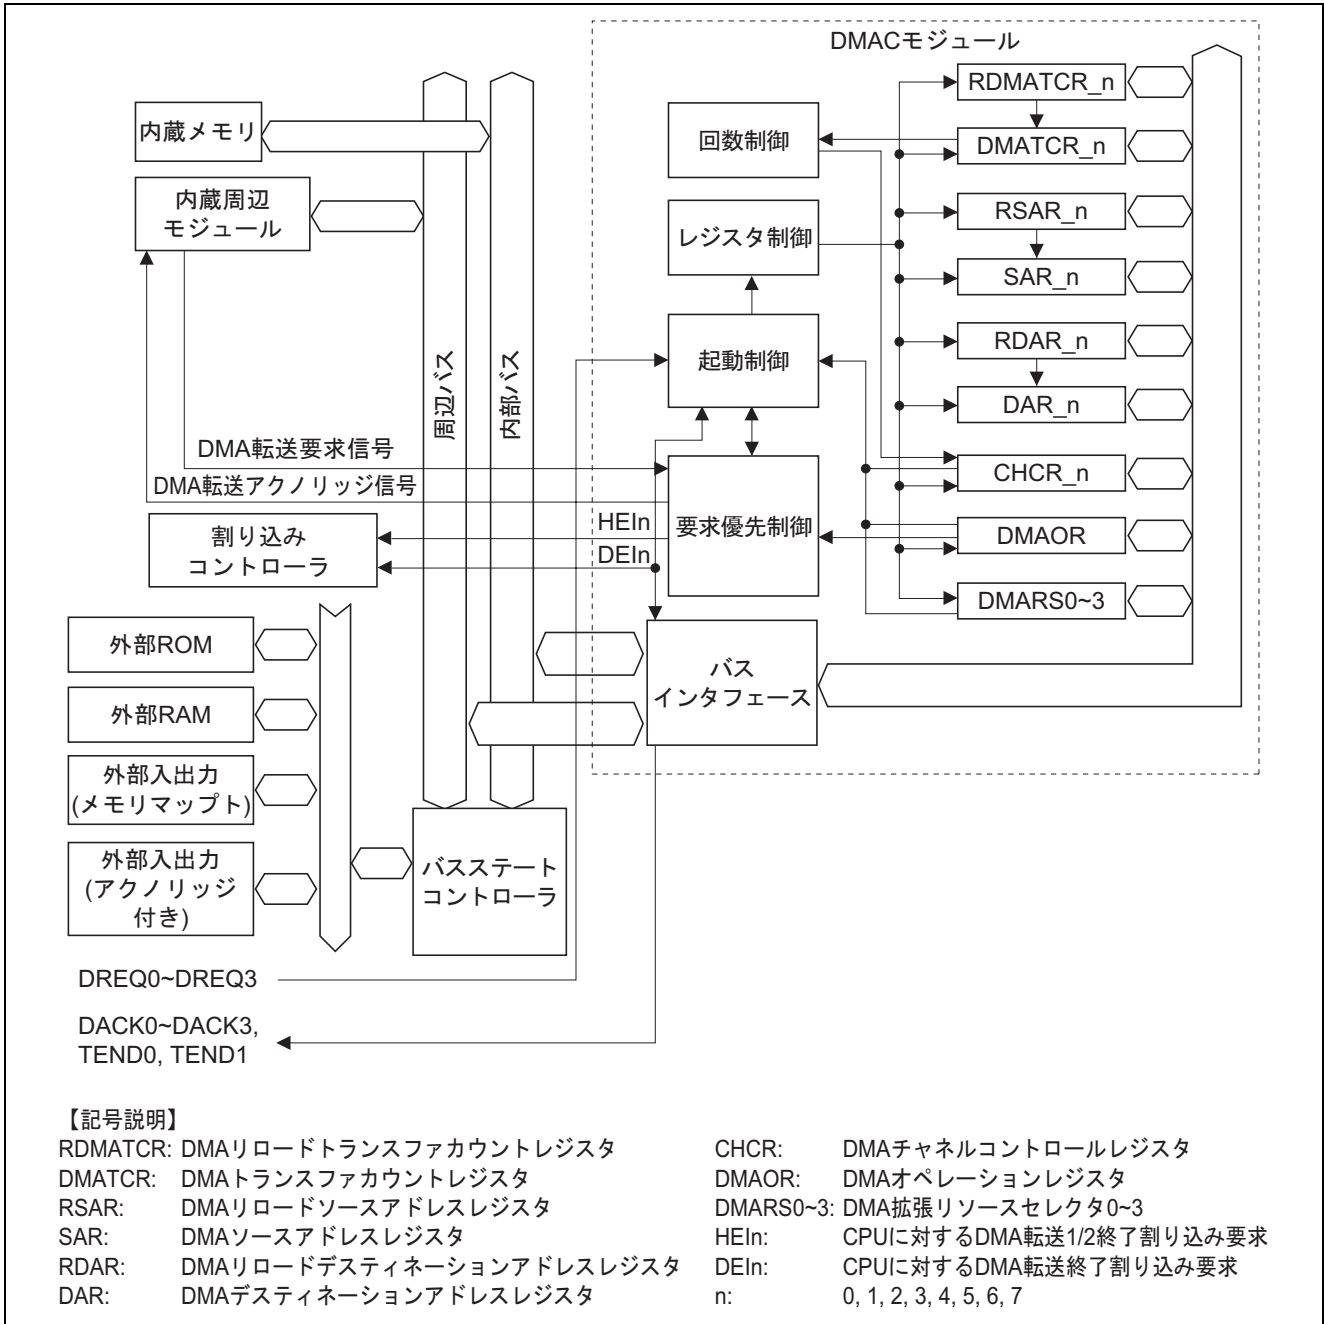 DMACモジュール
RDMATCR_n
内蔵メモリ
回数制御
DMATCR_n
内蔵周辺
モジュール
RSAR_n
レジスタ制御
SAR_n
起動制御
RDAR_n
周辺バス
内部バス
DAR_n
DMA転送要求信号
CHCR_n
DMA転送アクノリッジ信号
HEIn
要求優先制御
DMAOR
割り込み
コントローラ
DEIn
DMARS0~3
外部ROM
バス
インタフェース
外部RAM
外部入出力
(メモリマップト)
外部入出力
(アクノリッジ
付き)
バスステート
コントローラ
DREQ0~DREQ3
DACK0~DACK3,
TEND0, TEND1
【記号説明】
RDMATCR: DMAリロードトランスファカウントレジスタ
DMATCR: DMAトランスファカウントレジスタ
RSAR: DMAリロードソースアドレスレジスタ
SAR: DMAソースアドレスレジスタ
RDAR: DMAリロードデスティネーションアドレスレジスタ
DAR: DMAデスティネーションアドレスレジスタ
CHCR: DMAチャネルコントロールレジスタ
DMAOR: DMAオペレーションレジスタ
DMARS0~3: DMA拡張リソースセレクタ0~3
HEIn: CPUに対するDMA転送1/2終了割り込み要求
DEIn: CPUに対するDMA転送終了割り込み要求
n: 0, 1, 2, 3, 4, 5, 6, 7